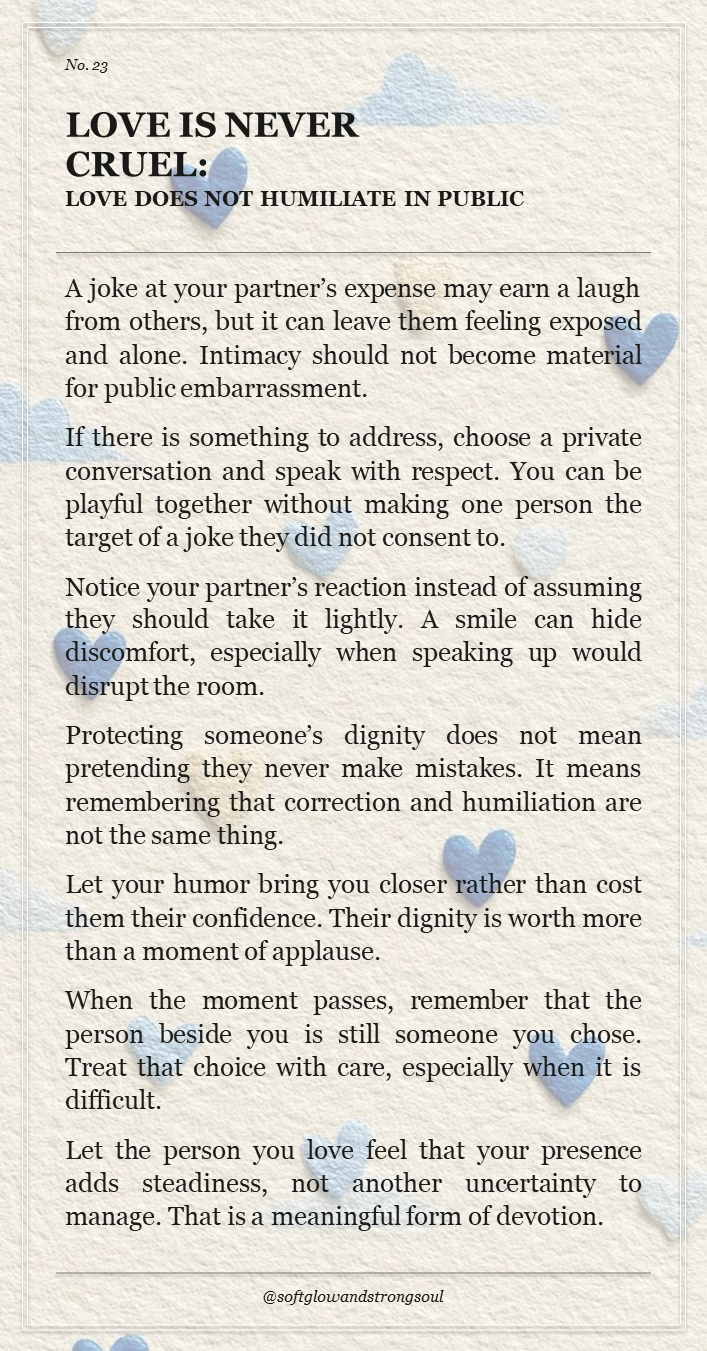 No. 23
LOVE IS NEVER
CRUEL:
LOVE DOES NOT HUMILIATE IN PUBLIC
A joke at your partner’s expense may earn a laugh
from others, but it can leave them feeling exposed
and alone. Intimacy should not become material
for public embarrassment.
If there is something to address, choose a private
conversation and speak with respect. You can be
playful together without making one person the
target of a joke they did not consent to.
Notice your partner’s reaction instead of assuming
they should take it lightly. A smile can hide
discomfort, especially when speaking up would
disrupt the room.
Protecting someone’s dignity does not mean
pretending they never make mistakes. It means
remembering that correction and humiliation are
not the same thing.
Let your humor bring you closer rather than cost
them their confidence. Their dignity is worth more
than a moment of applause.
When the moment passes, remember that the
person beside you is still someone you chose.
Treat that choice with care, especially when it is
difficult.
Let the person you love feel that your presence
adds steadiness, not another uncertainty to
manage. That is a meaningful form of devotion.
@softglowandstrongsoul